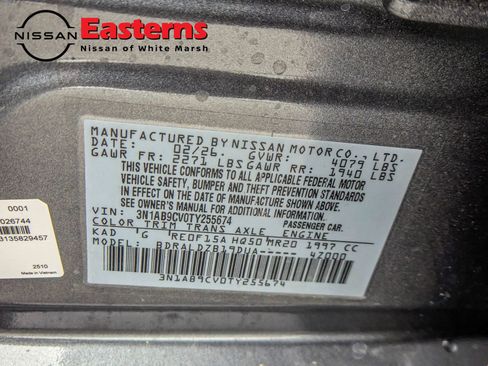 NISSAN Easterns
Nissan of White Marsh
MANUFACTURED BY NISSAN MOTOR CO., LTD.
DATE: 02/26 GVWR: 4079 LBS
GAWR FR: 2271 LBS GAWR RR: 1940 LBS
THIS VEHICLE CONFORMS TO ALL APPLICABLE FEDERAL MOTOR
VEHICLE SAFETY, BUMPER AND THEFT PREVENTION STANDARDS
IN EFFECT ON THE DATE OF MANUFACTURE SHOWN ABOVE.
SEE OWNER'S MANUAL FOR ADDITIONAL INFORMATION.
VIN: 3N1AB9CV0TY255674 PASSENGER CAR.
COLOR TRIM TRANS AXLE ENGINE
KAD G RE0F15A HQ50 MR20 1997 CC
MODEL: BDRALDZB19DUA----- 4Z000
3N1AB9CV0TY255674
0001
026744
3135829457
2510
Made in Vietnam